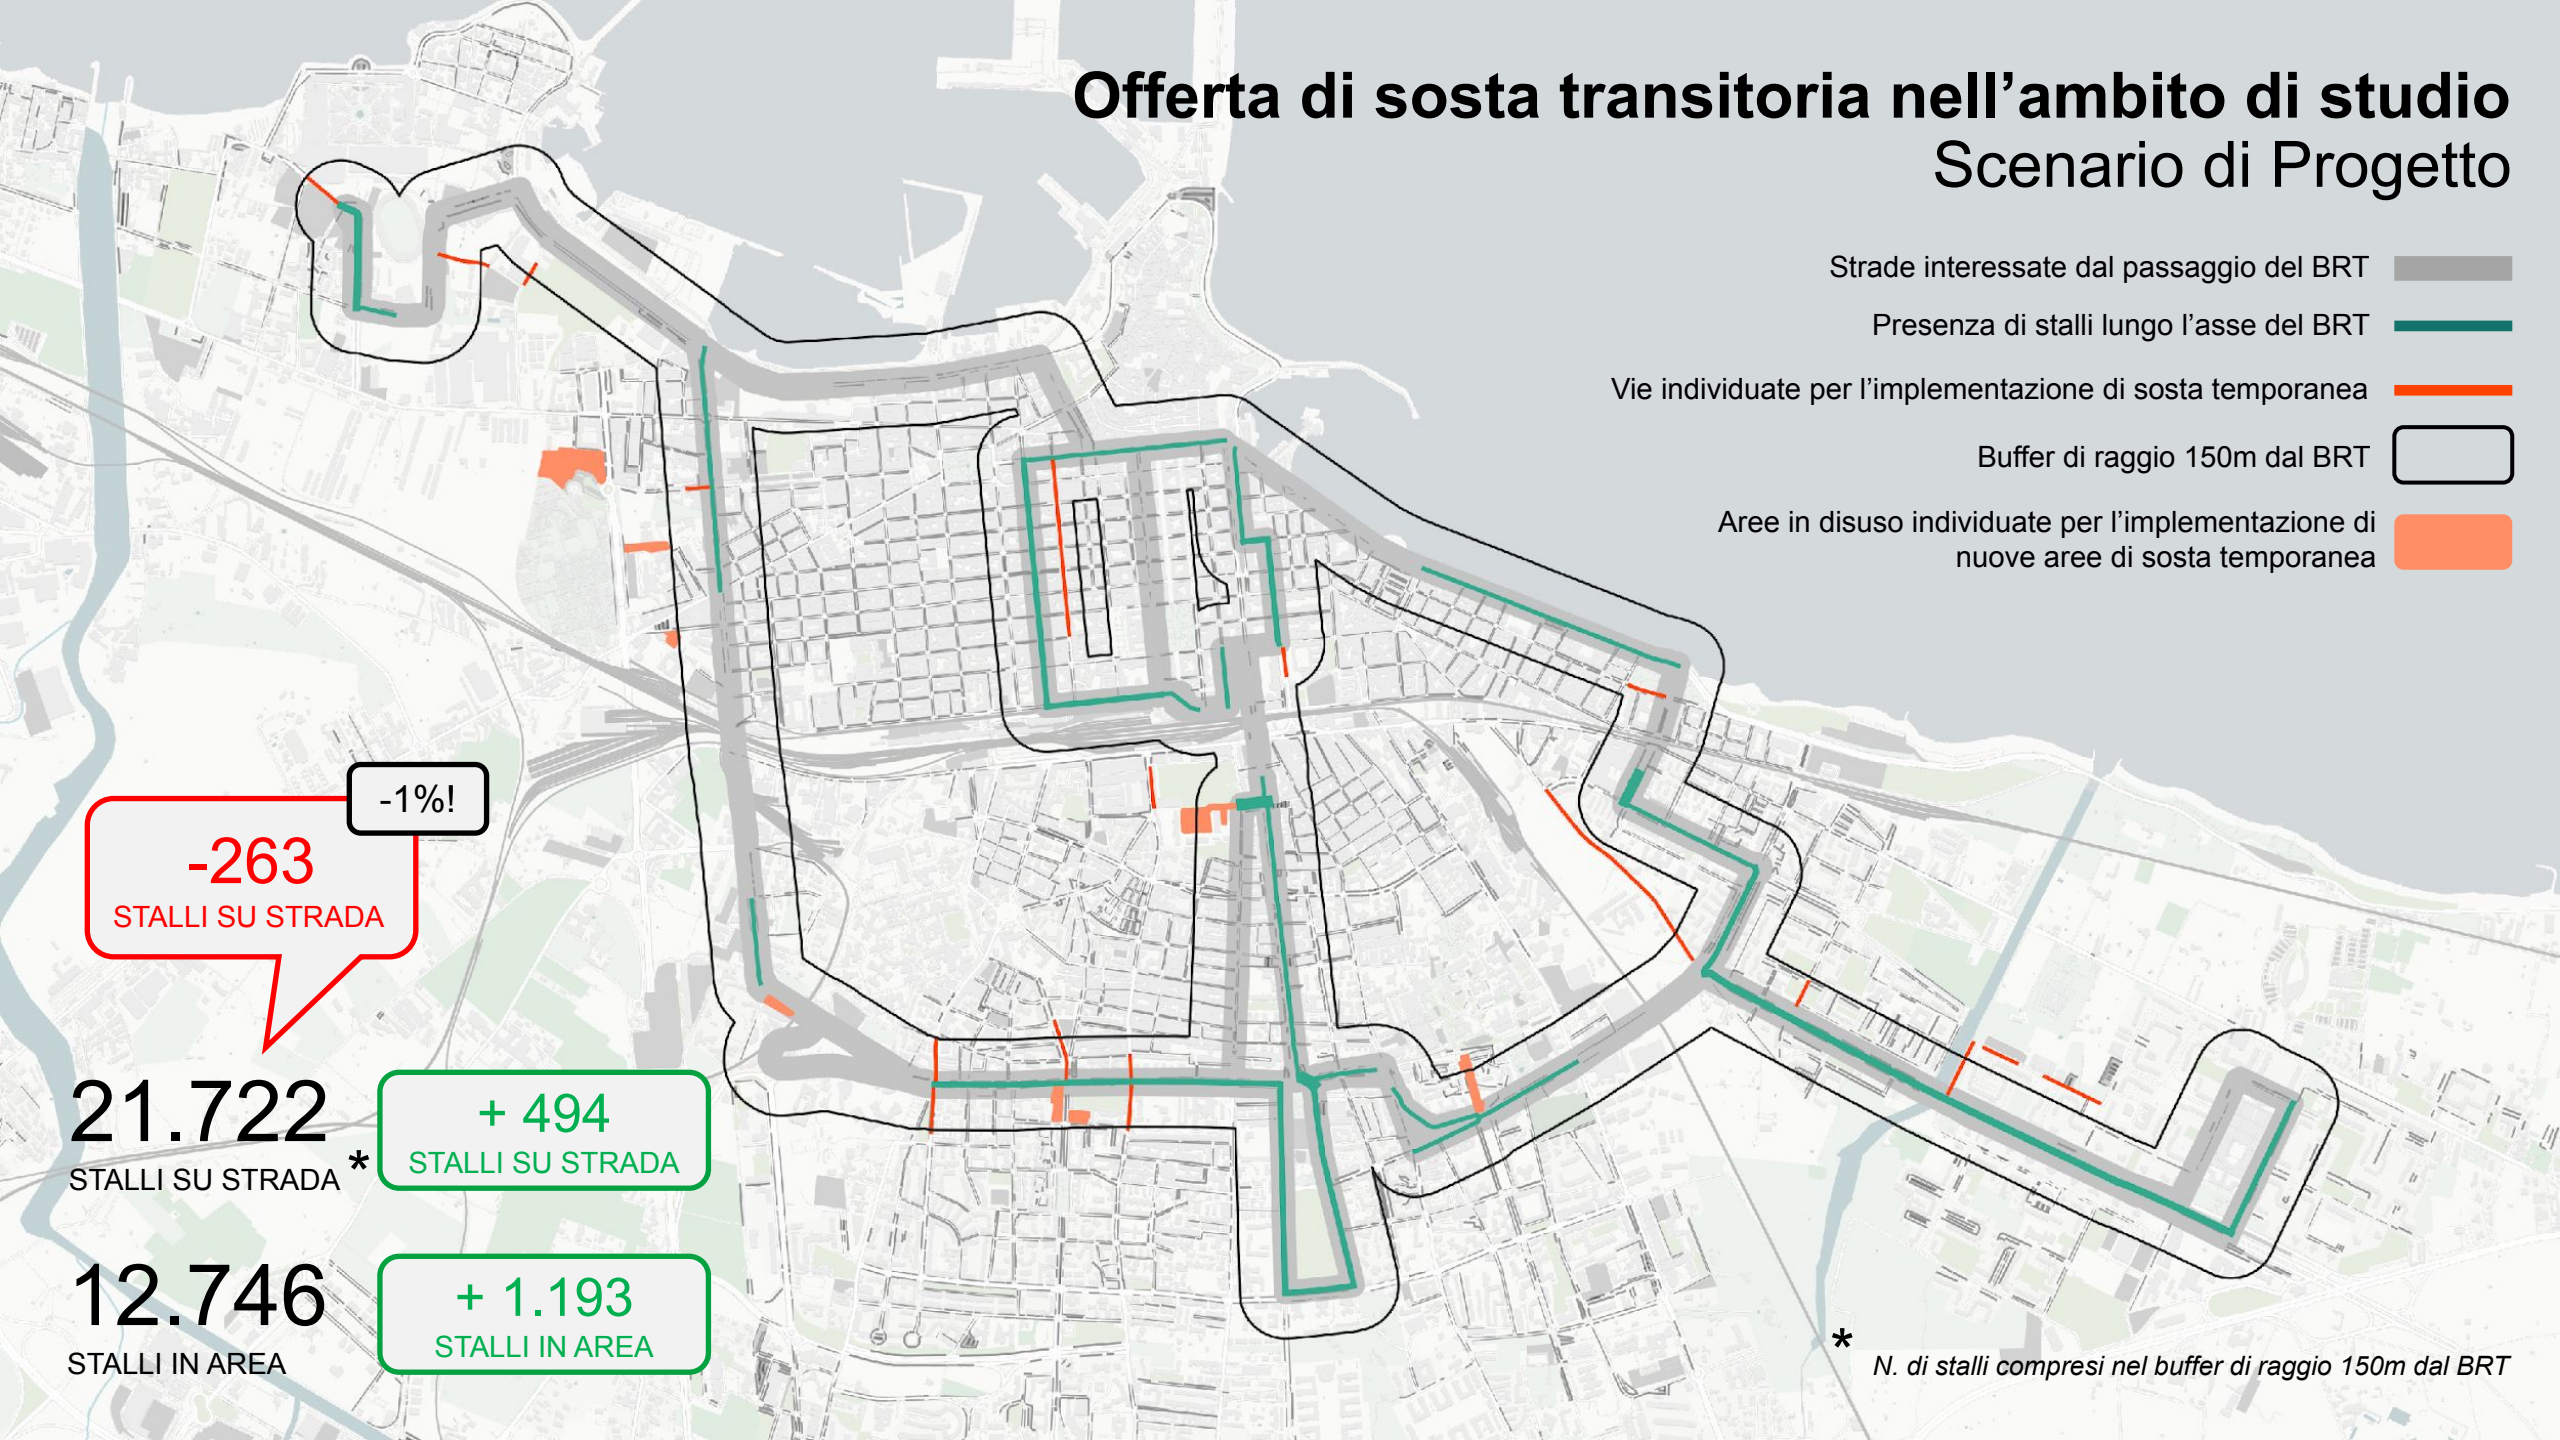 Offerta di sosta transitoria nell’ambito di studio
Scenario di Progetto
Strade interessate dal passaggio del BRT
Presenza di stalli lungo l’asse del BRT
Vie individuate per l’implementazione di sosta temporanea
Buffer di raggio 150m dal BRT
Aree in disuso individuate per l’implementazione di
nuove aree di sosta temporanea
-1%!
-263
STALLI SU STRADA
21.722
STALLI SU STRADA *
+ 494
STALLI SU STRADA
12.746
STALLI IN AREA
+ 1.193
STALLI IN AREA
* N. di stalli compresi nel buffer di raggio 150m dal BRT